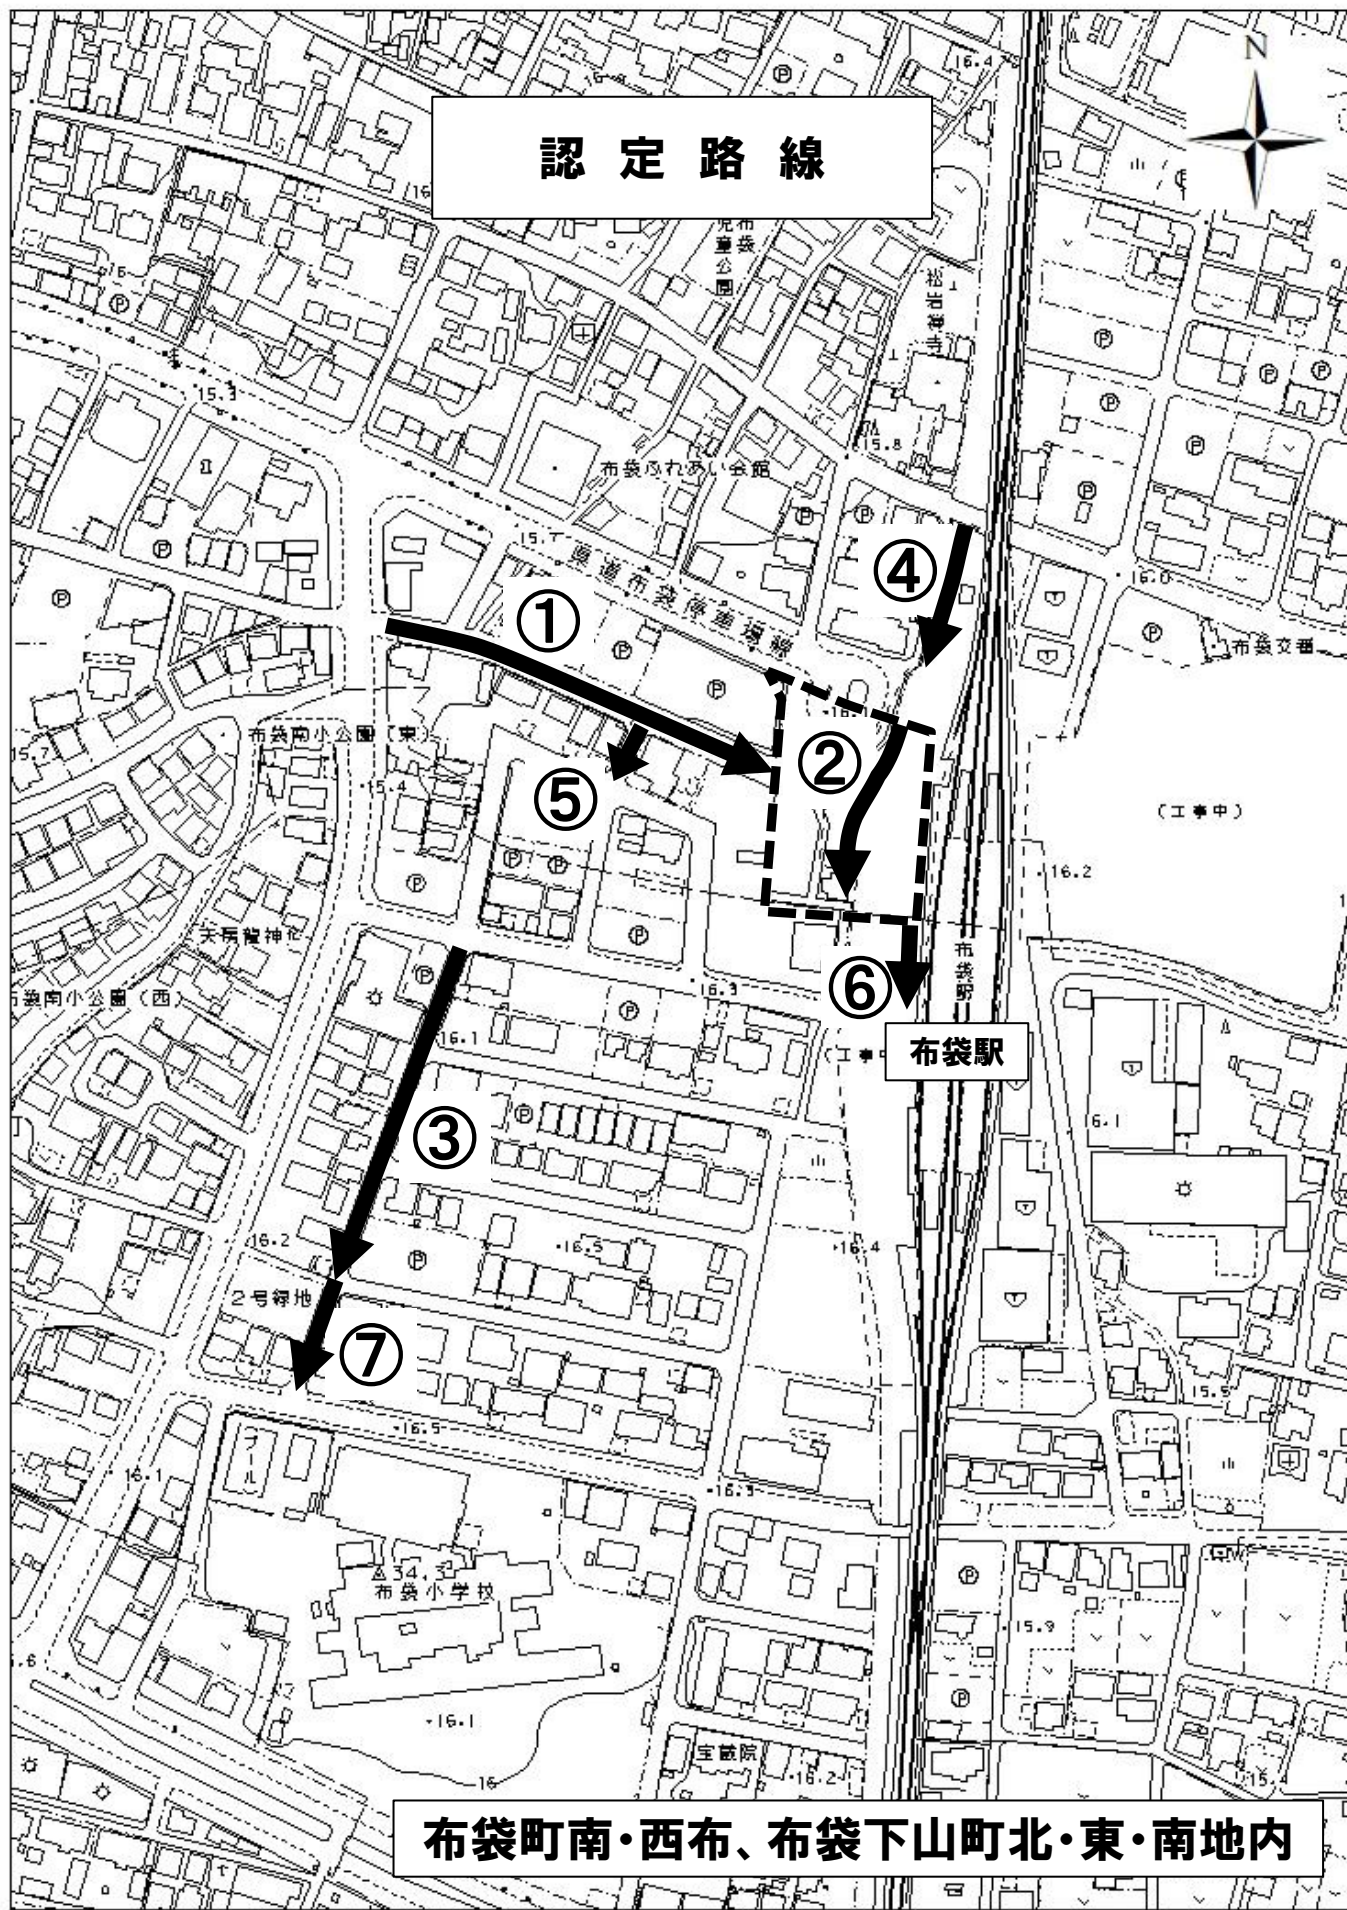 N
16.4
認定路線
16
布袋
児童公園
松岩禅寺
15.3
15.8
布袋ふれあい会館
15.7
県道布袋停車場線
④
16.0
①
布袋交番
16.1
布袋南小公園(東)
15.7
②
15.4
⑤
(工事中)
16.2
天隅龍神社
布袋駅
16.3
⑥
布袋南小公園(西)
16.1
(工事中
布袋駅
6.1
③
16.2
16.5
16.4
2号緑地
⑦
15.5
16.5
プール
16.1
16.3
34.3
布袋小学校
15.9
16.1
宝蔵院
16
16.2
15.4
布袋町南・西布、布袋下山町北・東・南地内